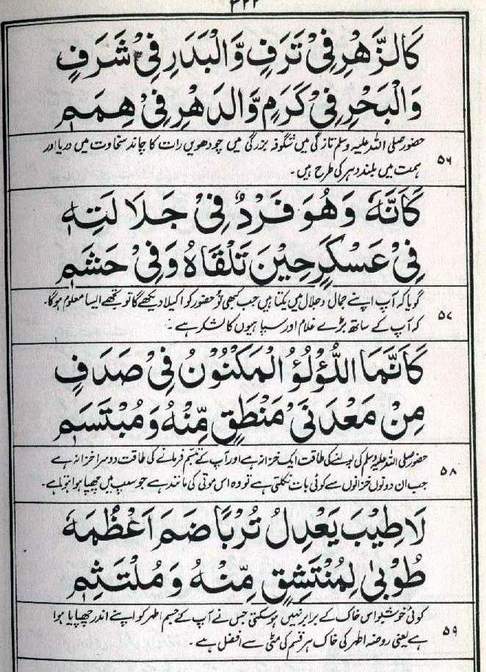 ۳۲۲
كَالزَّهْرِ فِيْ تَرَفٍ وَّالْبَدَرِ فِيْ شَرَفٍ
وَالْبَحْرِ فِيْ كَرَمٍ وَّالدَهْرِ فِيْ هِمَمٖ
حضور صلی اللہ علیہ وسلم تازگی میں شگوفہ بزرگی میں چودھویں رات کا چاند سخاوت میں دریا اور
۵۶
ہمت میں بلند دہر کی طرح ہیں۔
كَاَنَّهٗ وَهُوَ فَرْدٌ فِيْ جَلَالَتِهٖ
فِيْ عَسْكَرٍ حِيْنَ تَلْقَاهُ وَفِيْ حَشَمٖ
گویا کہ آپ اپنے جمال و جلال میں یکتا ہیں جب کبھی تو حضور کو اکیلا دیکھے گا تو تجھے ایسا معلوم ہوگا۔
۵۷
کہ آپ کے ساتھ بڑے غلام اور سپاہیوں کا لشکر ہے۔
كَاَنَّمَا اللُّؤْلُؤُ الْمَكْنُوْنُ فِيْ صَدَفٍ
مِنْ مَعْدَنَيْ مَنْطِقٍ مِّنْهُ وَمُبْتَسَمٖ
حضور صلی اللہ علیہ وسلم کی بولنے کی طاقت ایک خزانہ ہے اور آپ کے تبسم فرمانے کی طاقت دوسرا خزانہ ہے
۵۸
جب ان دونوں خزانوں سے کوئی بات نکلتی ہے تو وہ اس موتی کی مانند ہے جو سیپ میں چھپا ہوا ہوتا ہے۔
لَاطِيْبَ يَعْدِلُ تُرْبًا ضَمَ اَعْظُمَهٗ
طُوْبٰى لِمُنْتَشِقٍ مِّنْهُ وَمُلْتَثِمٖ
کوئی خوشبو اس خاک کے برابر نہیں ہوسکتی جس نے آپ کے جسم اطہر کو اپنے اندر چھپایا ہوا
۵۹
ہے یعنی روضہ اطہر کی خاک ہر قسم کی مٹی سے افضل ہے۔